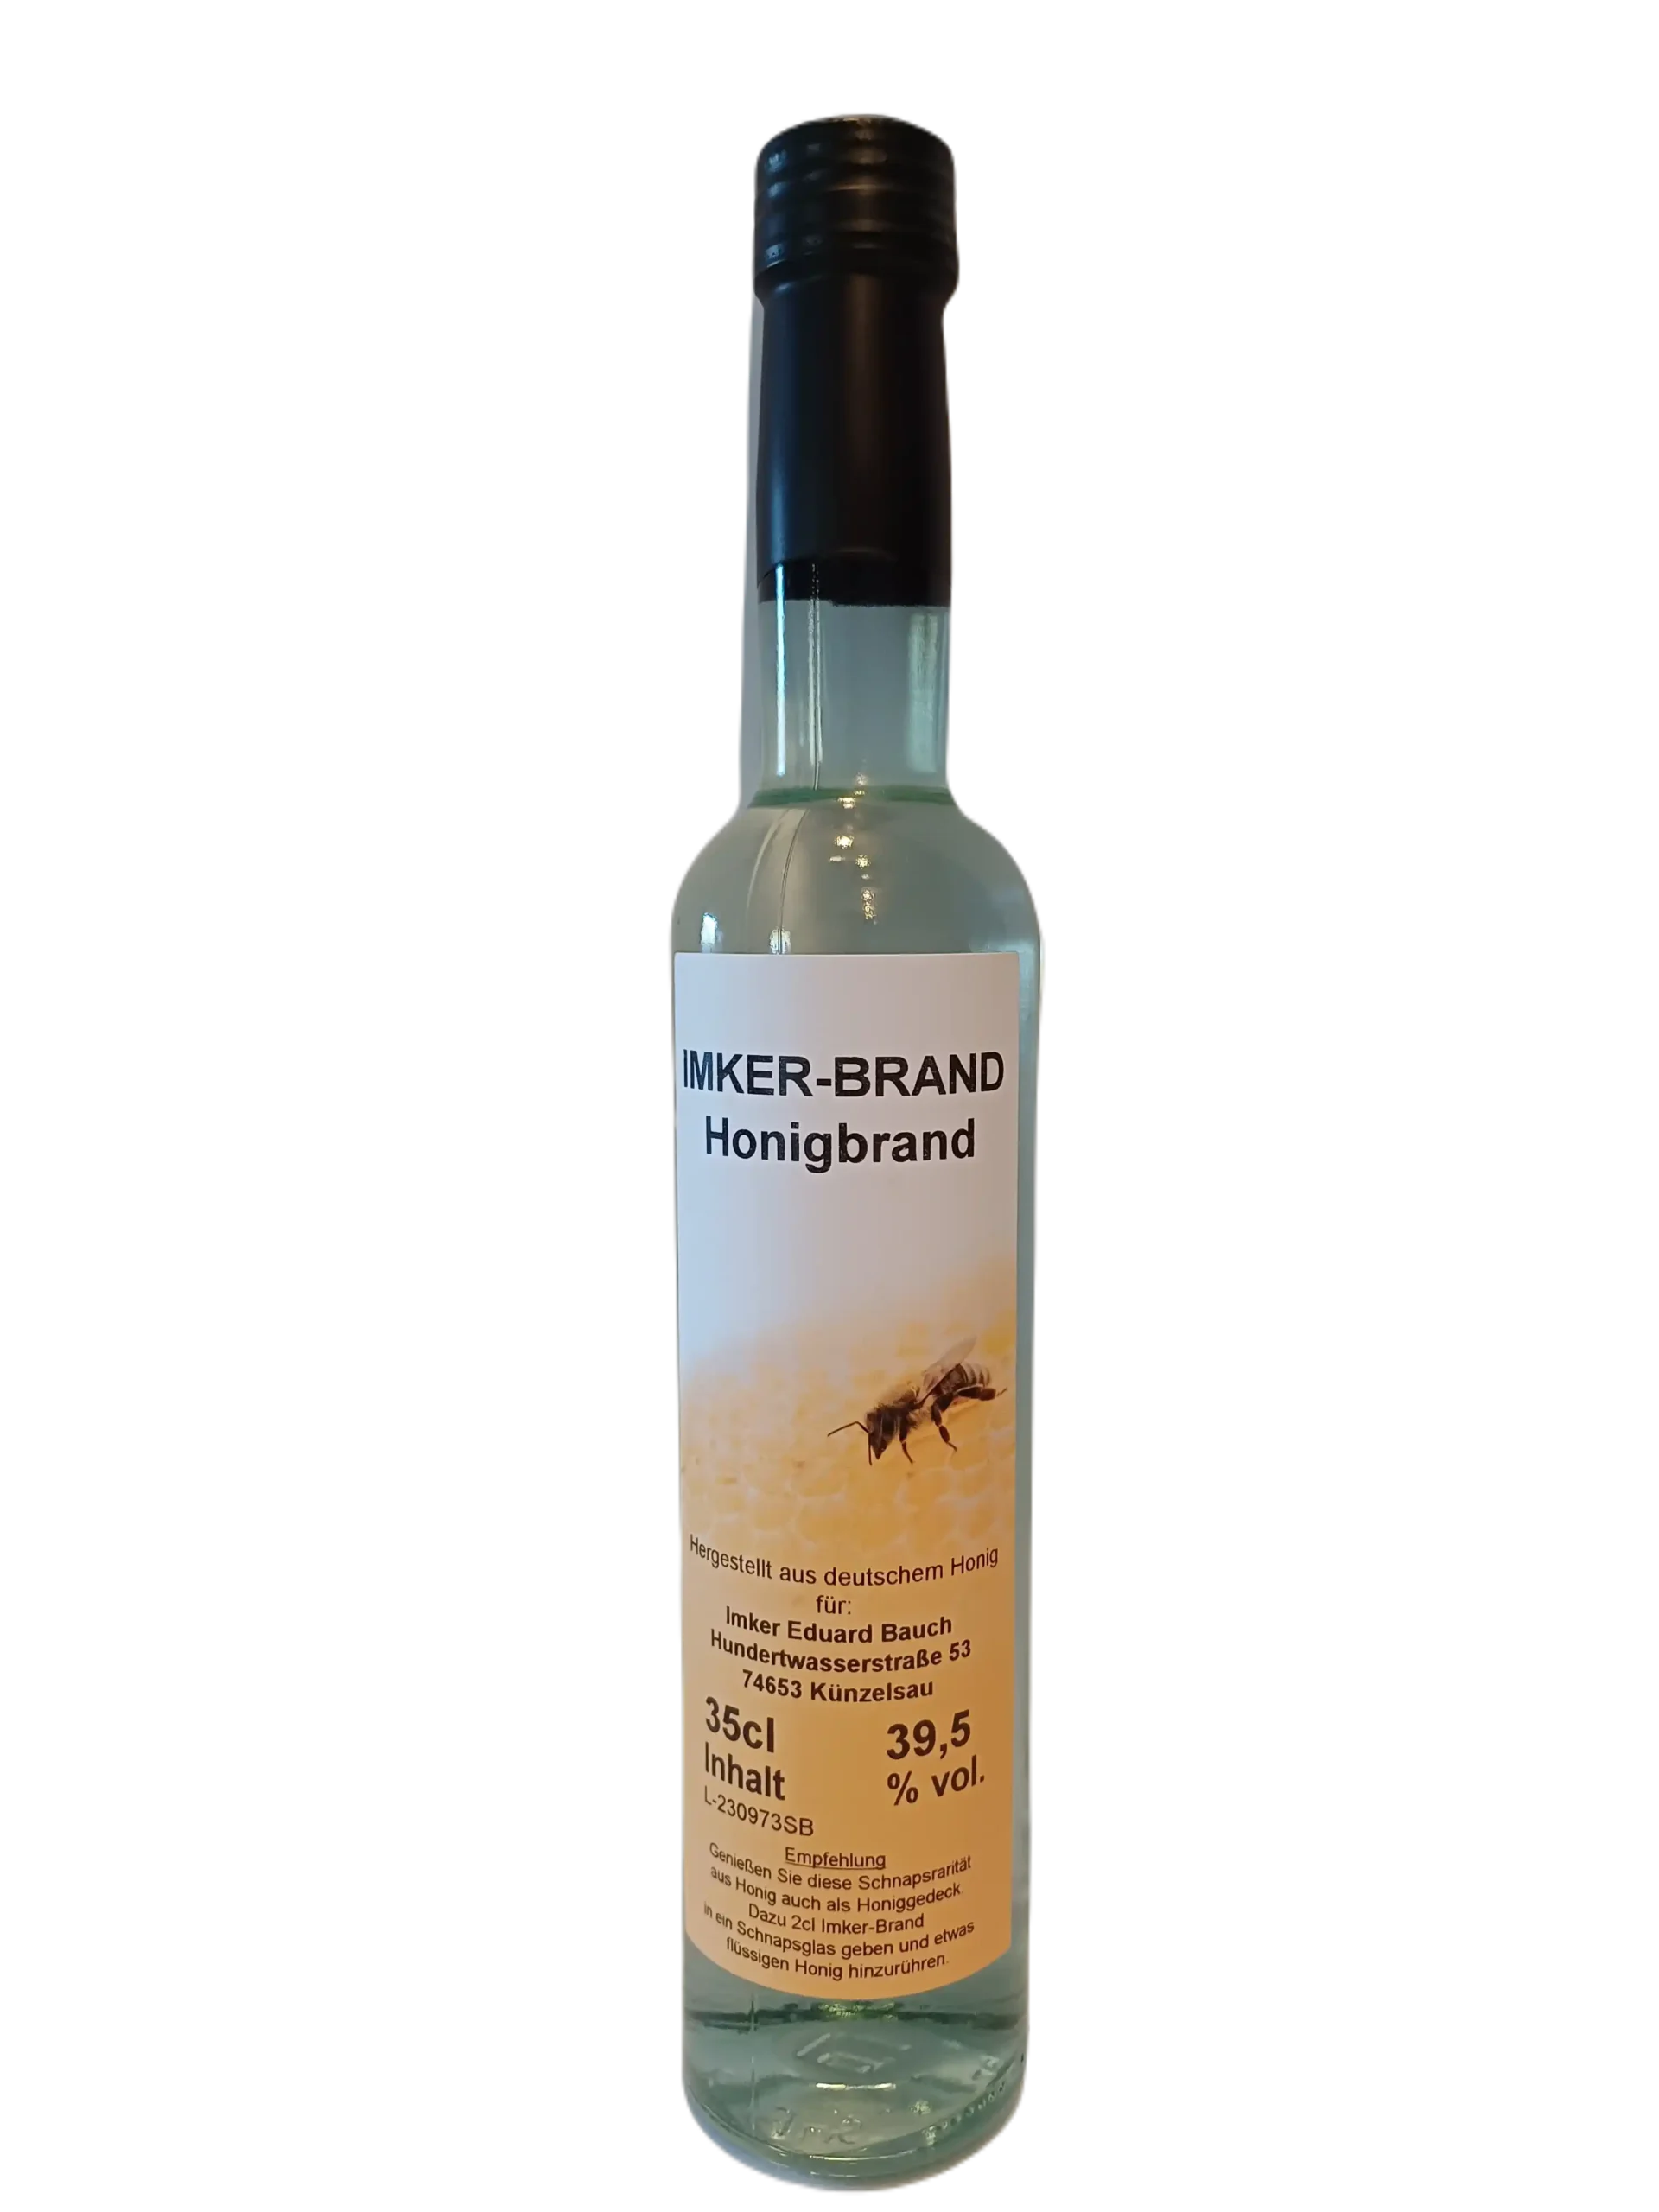 IMKER-BRAND
Honigbrand
Hergestellt aus deutschem Honig
für:
Imker Eduard Bauch
Hundertwasserstraße 53
74653 Künzelsau
35cl
Inhalt
39,5
% vol.
L-230973SB
Empfehlung
Genießen Sie diese Schnapsrarität
aus Honig auch als Honiggedeck.
Dazu 2cl Imker-Brand
in ein Schnapsglas geben und etwas
flüssigen Honig hinzurühren.